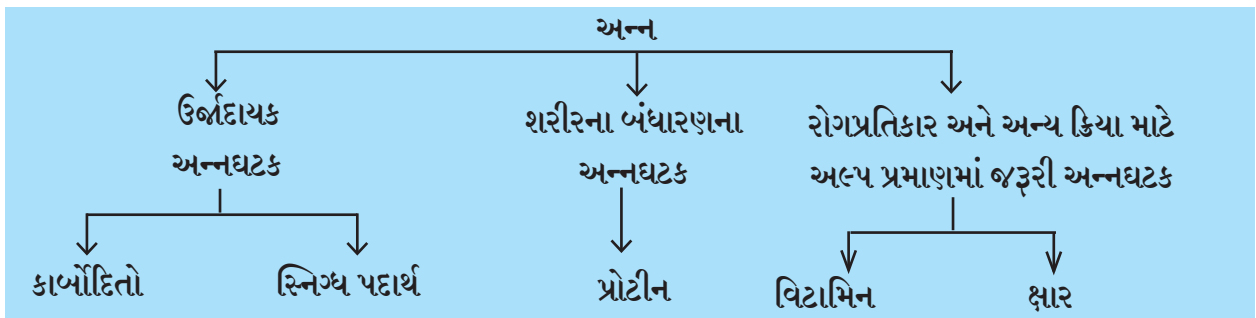 અન્ન
ઉર્જાદાયક
અન્નઘટક
શરીરના બંધારણના
અન્નઘટક
રોગપ્રતિકાર અને અન્ય ક્રિયા માટે
અલ્પ પ્રમાણમાં જરૂરી અન્નઘટક
કાર્બોદિતો
સ્નિગ્ધ પદાર્થ
પ્રોટીન
વિટામિન
ક્ષાર